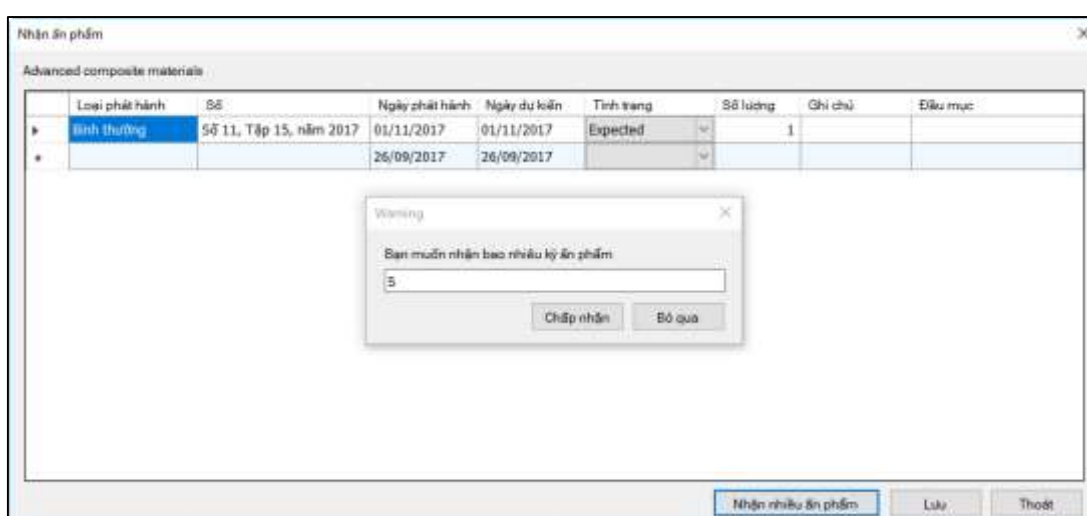 Nhận ấn phẩm
Advanced composite materials
Loại phát hành Số Ngày phát hành Ngày dự kiến Tình trạng Số lượng Ghi chú Đầu mục
Bình thường Số 11, Tập 15, năm 2017 01/11/2017 01/11/2017 Expected 1
26/09/2017 26/09/2017
Warning
Bạn muốn nhận bao nhiêu kỳ ấn phẩm
5
Chấp nhận Bỏ qua
Nhận nhiều ấn phẩm Lưu Thoát